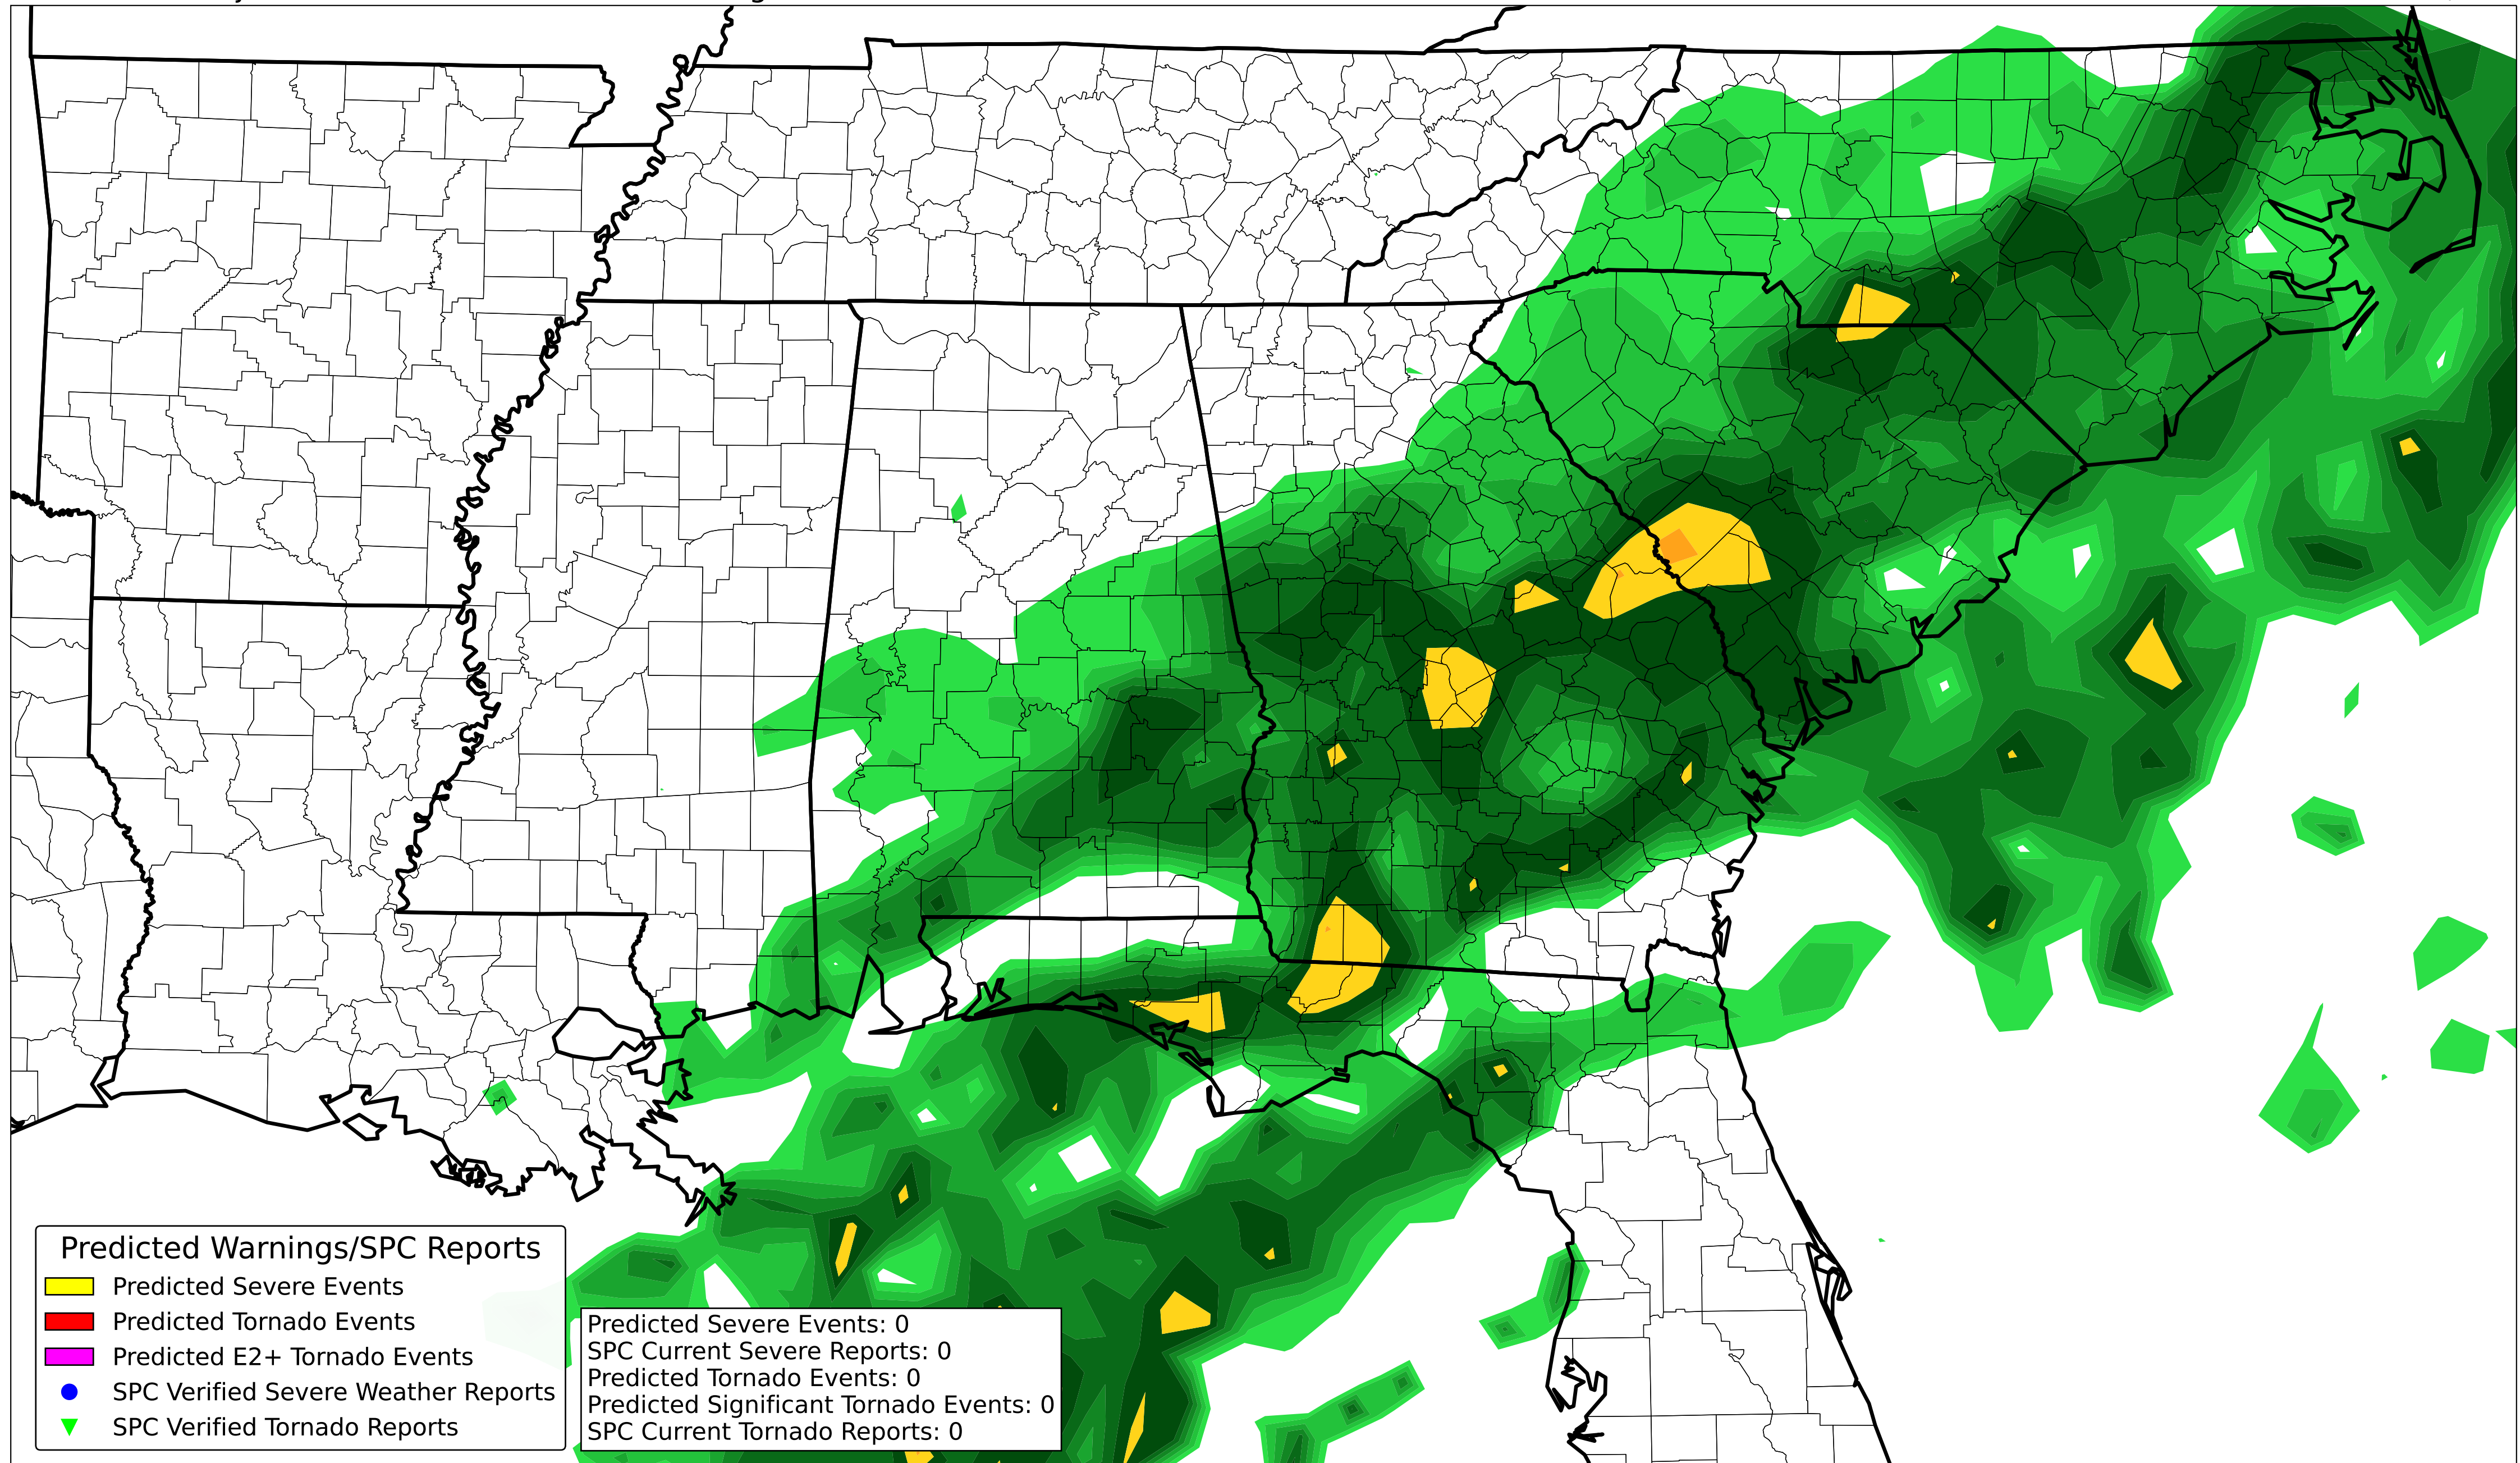 Predicted Warnings/SPC Reports
Predicted Severe Events
Predicted Tornado Events
Predicted E2+ Tornado Events
SPC Verified Severe Weather Reports
SPC Verified Tornado Reports
Predicted Severe Events: 0
SPC Current Severe Reports: 0
Predicted Tornado Events: 0
Predicted Significant Tornado Events: 0
SPC Current Tornado Reports: 0